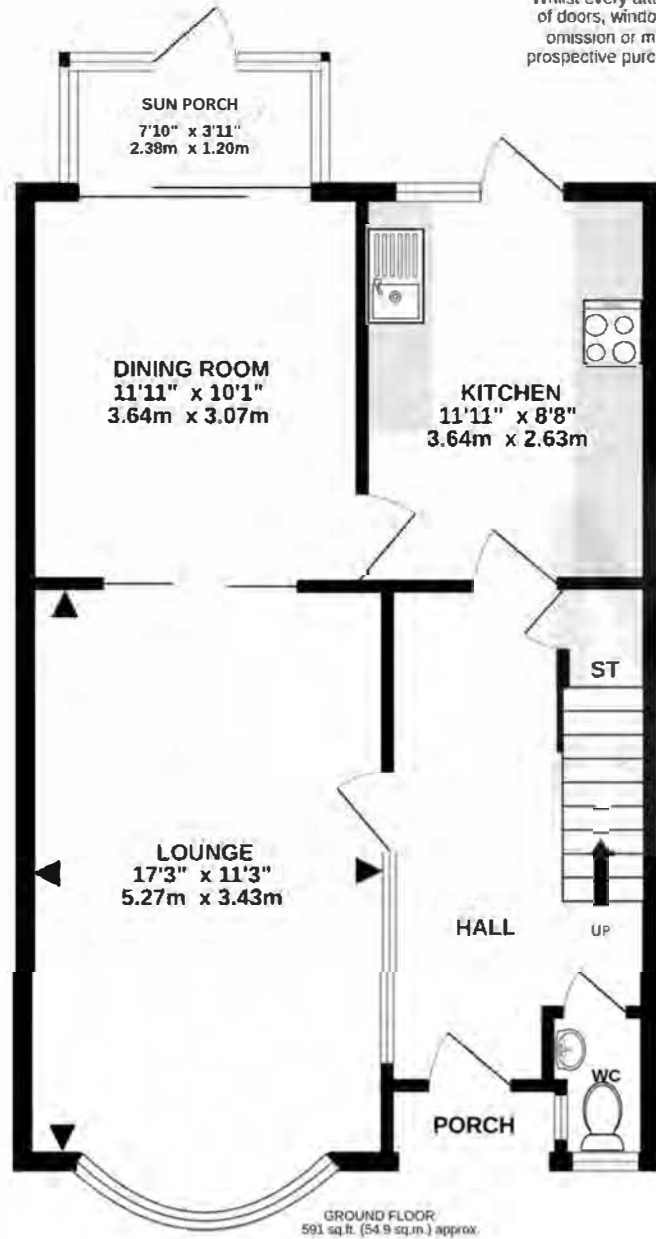 of doors, windo
omission or m
prospective purc
SUN PORCH
7'10" x 3'11"
2.38m x 1.20m
DINING ROOM
11'11" x 10'1"
3.64m x 3.07m
KITCHEN
11'11" x 8'8"
3.64m x 2.63m
ST
LOUNGE
17'3" x 11'3"
5.27m x 3.43m
HALL
UP
WC
PORCH
GROUND FLOOR
591 sq.ft. (54.9 sq.m.) approx.